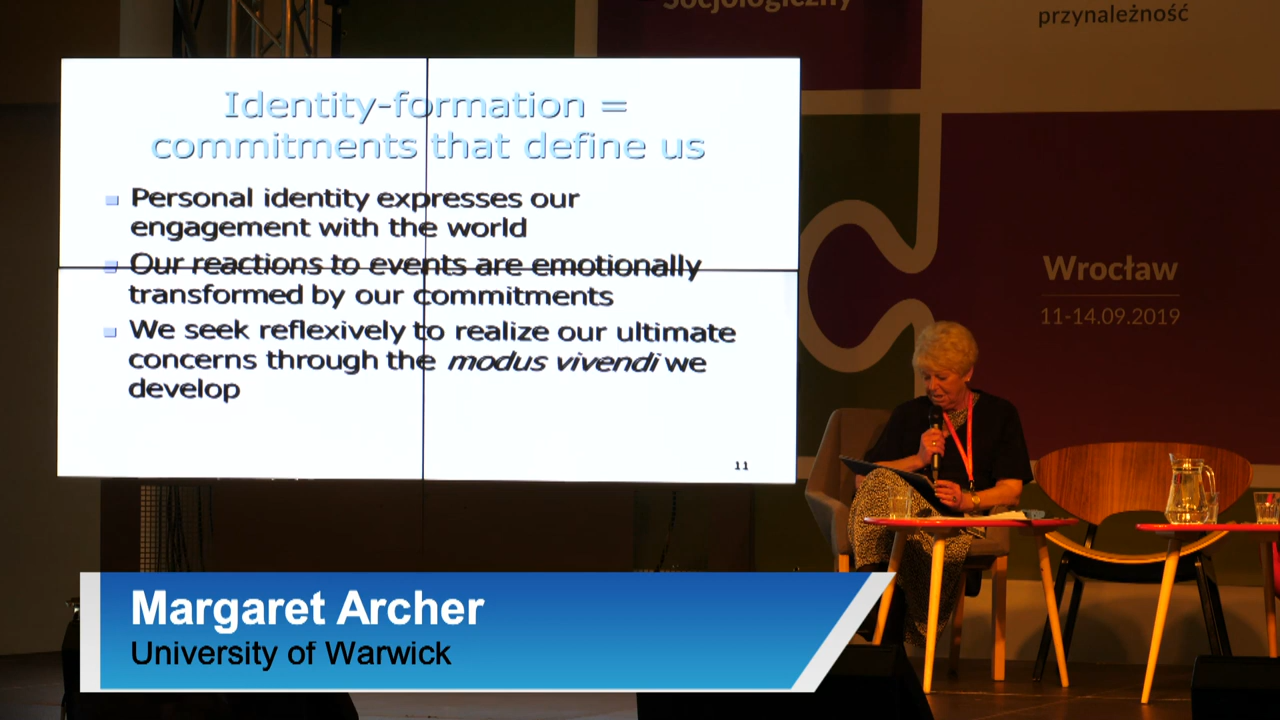 Socjologiczny
przynależność
Identity-formation =
commitments that define us
Personal identity expresses our
engagement with the world
Our reactions to events are emotionally
transformed by our commitments
We seek reflexively to realize our ultimate
concerns through the modus vivendi we
develop
11
Wrocław
11-14.09.2019
Margaret Archer
University of Warwick